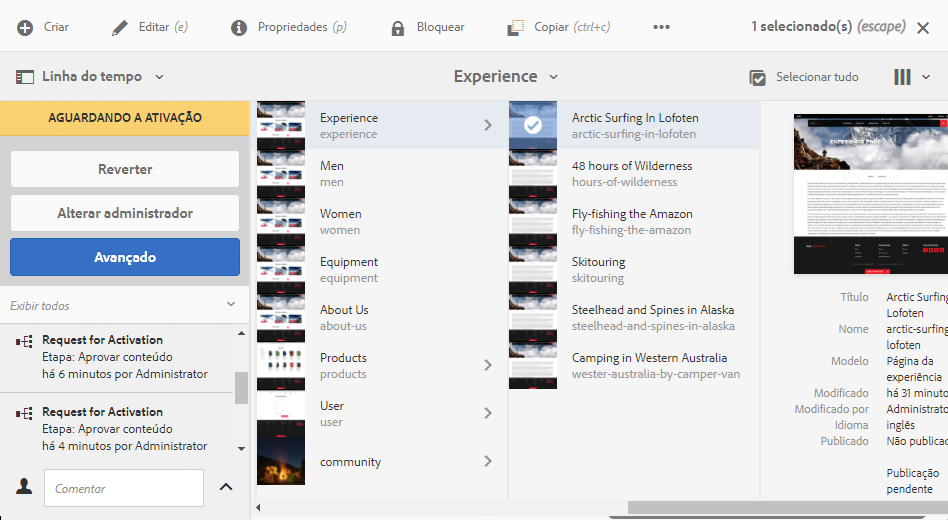 Criar
Editar (e)
Propriedades (p)
Bloquear
Copiar (ctrl+c)
1 selecionado(s) (escape)
Linha do tempo
Experience
Selecionar tudo
AGUARDANDO A ATIVAÇÃO
Reverter
Alterar administrador
Avançado
Exibir todos
Request for Activation
Etapa: Aprovar conteúdo
há 6 minutos por Administrator
Request for Activation
Etapa: Aprovar conteúdo
há 4 minutos por Administrator
Comentar
Experience
experience
Men
men
Women
women
Equipment
equipment
About Us
about-us
Products
products
User
user
community
Arctic Surfing In Lofoten
arctic-surfing-in-lofoten
48 hours of Wilderness
hours-of-wilderness
Fly-fishing the Amazon
fly-fishing-the-amazon
Skitouring
skitouring
Steelhead and Spines in Alaska
steelhead-and-spines-in-alaska
Camping in Western Australia
wester-australia-by-camper-van
EXPERIENCE PAGE
Título Arctic Surfing
Lofoten
Nome arctic-surfing
lofoten
Modelo Página da
experiência
Modificado há 31 minuto
Modificado por Administrato
Idioma inglês
Publicado Não publicad
Publicação
pendente